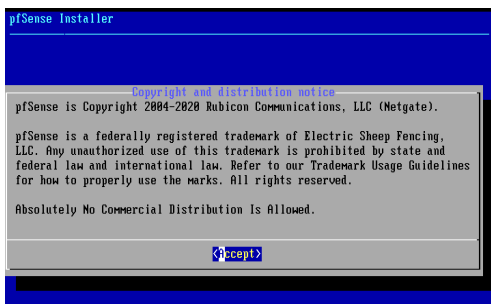 pfSense Installer
Copyright and distribution notice
pfSense is Copyright 2004-2020 Rubicon Communications, LLC (Netgate).
pfSense is a federally registered trademark of Electric Sheep Fencing,
LLC. Any unauthorized use of this trademark is prohibited by state and
federal law and international law. Refer to our Trademark Usage Guidelines
for how to properly use the marks. All rights reserved.
Absolutely No Commercial Distribution Is Allowed.
<Accept>